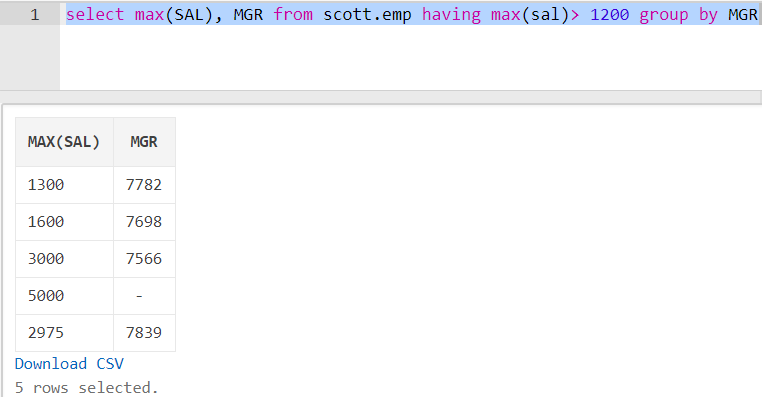 1 select max(SAL), MGR from scott.emp having max(sal)> 1200 group by MGR
MAX(SAL) MGR
1300 7782
1600 7698
3000 7566
5000 -
2975 7839
Download CSV
5 rows selected.